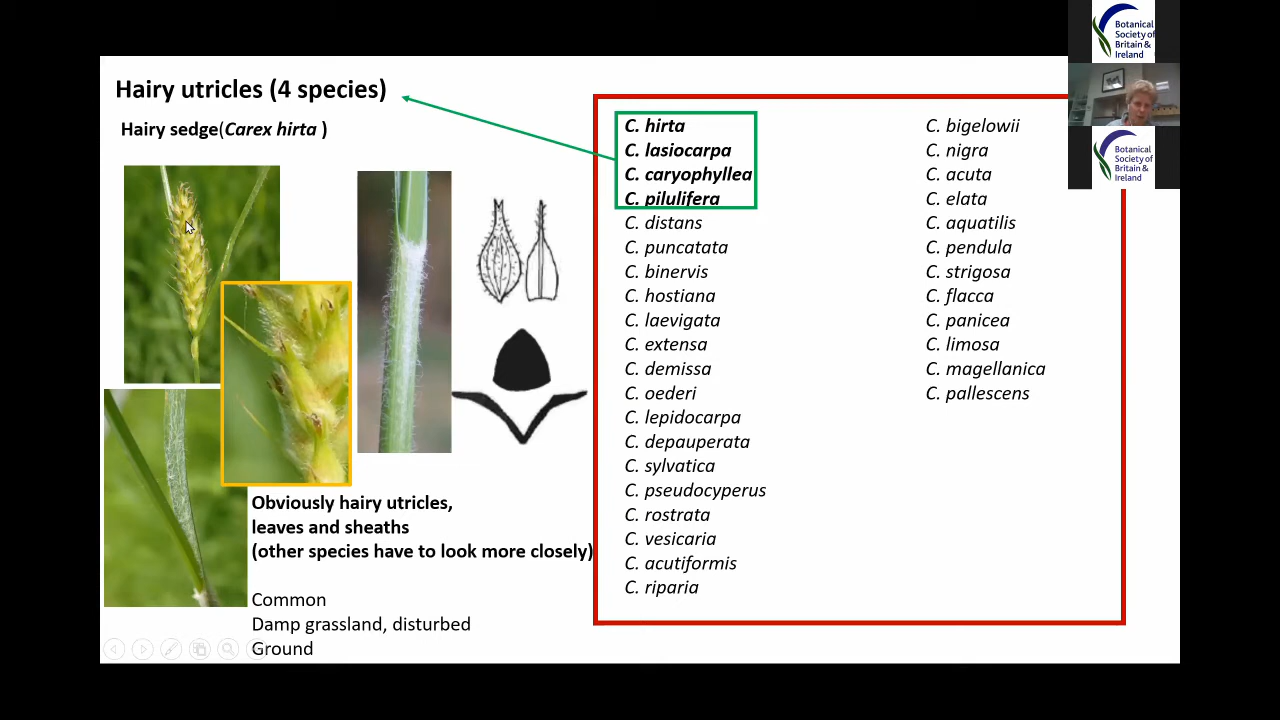 Hairy utricles (4 species)
Hairy sedge(Carex hirta )
Obviously hairy utricles,
leaves and sheaths
(other species have to look more closely)
Common
Damp grassland, disturbed
Ground
C. hirta
C. lasiocarpa
C. caryophyllea
C. pilulifera
C. distans
C. puncatata
C. binervis
C. hostiana
C. laevigata
C. extensa
C. demissa
C. oederi
C. lepidocarpa
C. depauperata
C. sylvatica
C. pseudocyperus
C. rostrata
C. vesicaria
C. acutiformis
C. riparia
C. bigelowii
C. nigra
C. acuta
C. elata
C. aquatilis
C. pendula
C. strigosa
C. flacca
C. panicea
C. limosa
C. magellanica
C. pallescens
Botanical
Society of
Britain &
Ireland
Botanical
Society of
Britain &
Ireland